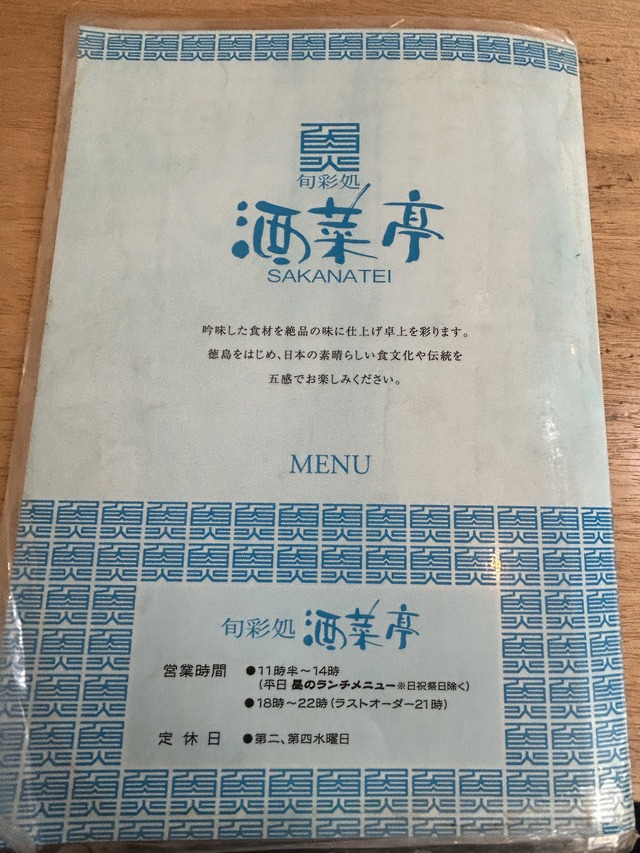 旬彩処
酒菜亭
SAKANATEI
吟味した食材を絶品の味に仕上げ卓上を彩ります。
徳島をはじめ、日本の素晴らしい食文化や伝統を
五感でお楽しみください。
MENU
旬彩処 酒菜亭
営業時間 ●11時半〜14時
(平日 昼のランチメニュー※日祝祭日除く)
●18時〜22時(ラストオーダー21時)
定休日 ●第二、第四水曜日